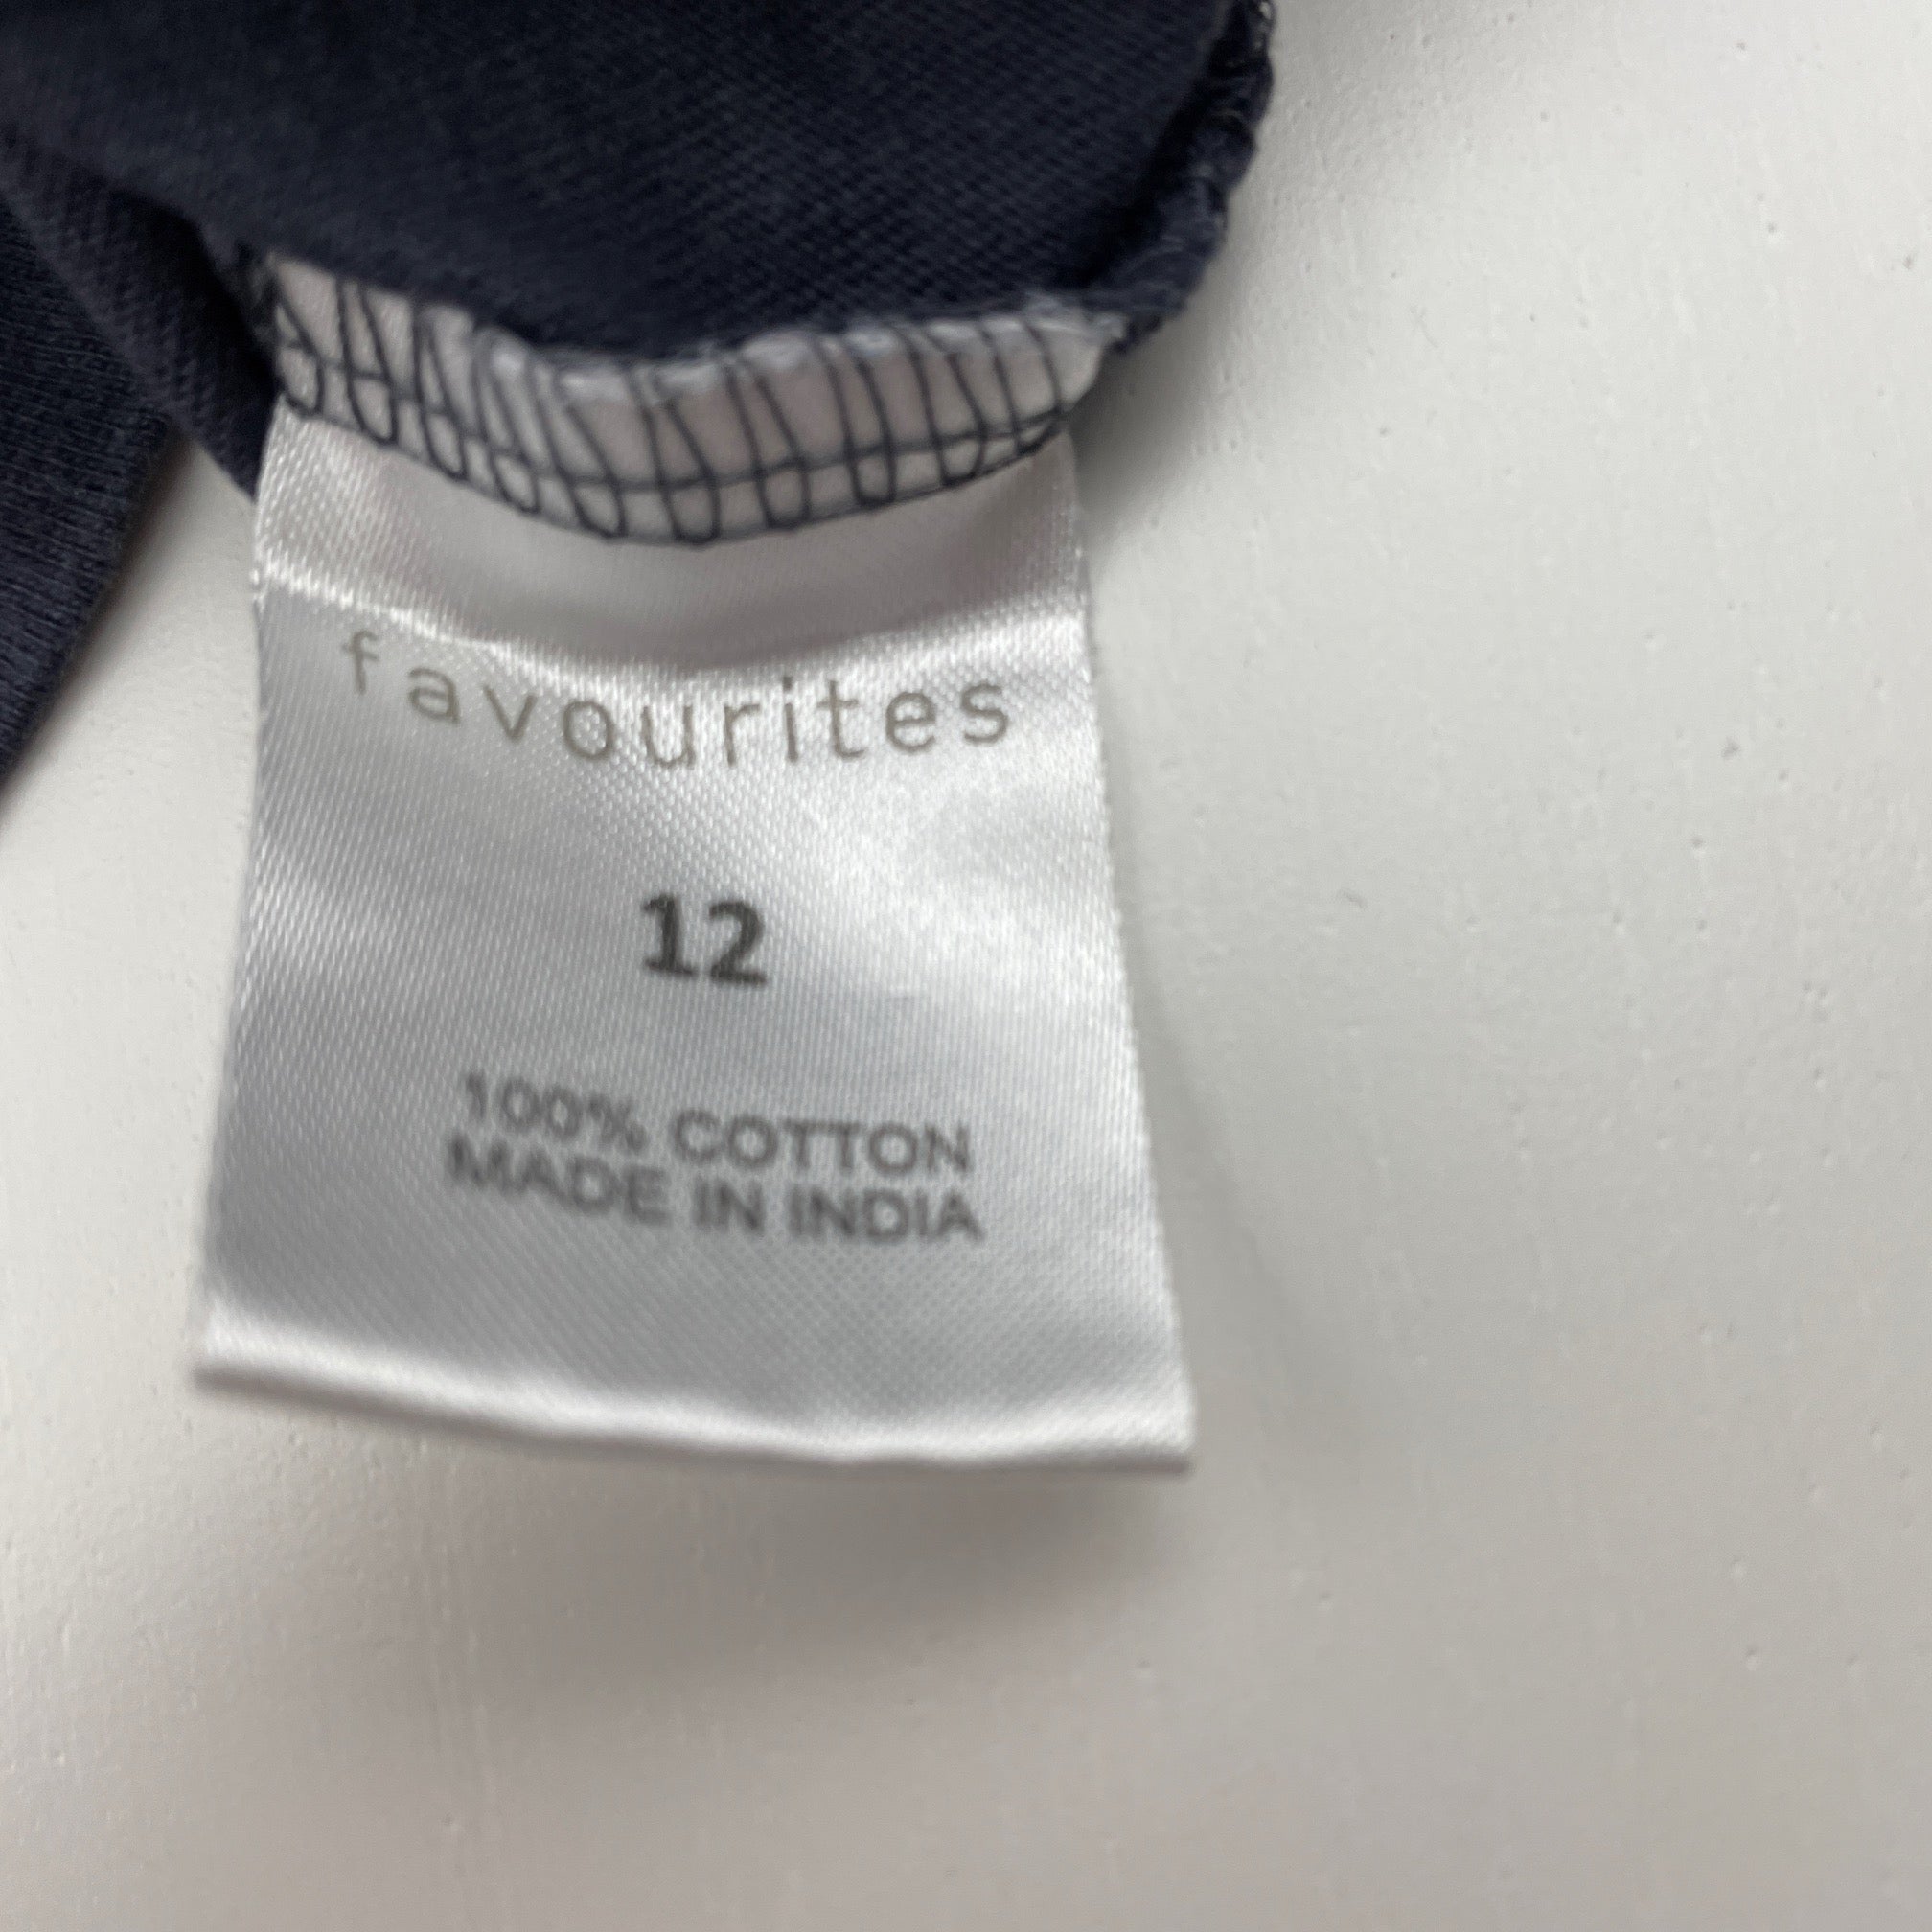 favourites
12
100% COTTON
MADE IN INDIA